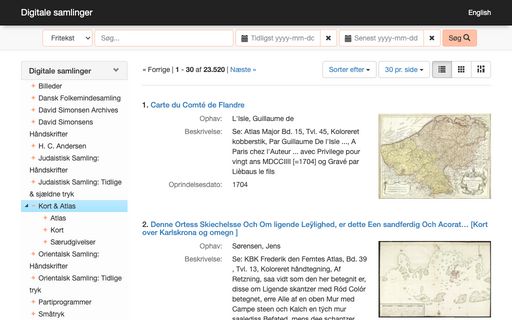 Digitale samlinger
English
Fritekst
Søg...
Tidligst yyyy-mm-dc
Senest yyyy-mm-dd
Søg
Digitale samlinger
Billeder
Dansk Folkemindesamling
David Simonsen Archives
David Simonsens
Håndskrifter
H. C. Andersen
Judaistisk Samling:
Håndskrifter
Judaistisk Samling: Tidlige
& sjældne tryk
Kort & Atlas
Atlas
Kort
Særudgivelser
Orientalsk Samling:
Håndskrifter
Orientalsk Samling: Tidlige
tryk
Partiprogrammer
Småtryk
« Forrige | 1 - 30 af 23.520 | Næste »
Sorter efter
30 pr. side
1. Carte du Comté de Flandre
Ophav: L'Isle, Guillaume de
Beskrivelse: Se: Atlas Major Bd. 15, Tvl. 45, Koloreret
kobberstik, Par Guillaume De l'Isle ..., A
Paris chez l'Auteur ... avec Privilege pour
vingt ans MDCCIIII [=1704] og Gravé par
Liébaux le fils
Oprindelsesdato: 1704
2. Denne Ortess Skiechelsse Och Om ligende Leÿlighed, er dette Een sandferdig Och Acorat... [Kort
over Karlskrona og omegn ]
Ophav: Sørensen, Jens
Beskrivelse: Se: KBK Frederik den Femtes Atlas, Bd. 39
, Tvl. 13, Koloreret håndtegning, Af
Retzning, saa vidt som den her betegnit er,
disse om Ligende skantzer med Röd Colór
betegnet, erre Alle af en oben Mur med
Campe steen och Kalch en tÿch mur
saalediss Befated, mens dee schantzer